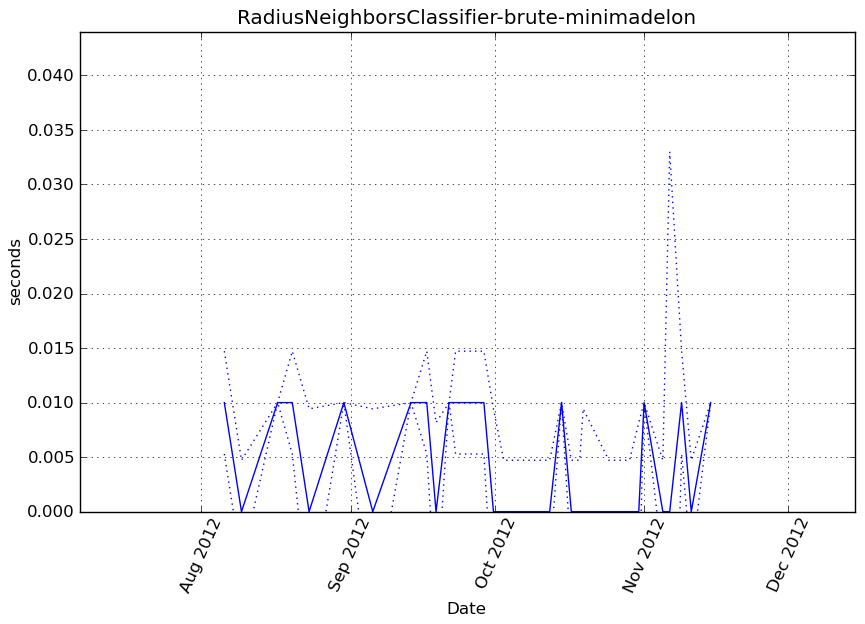 RadiusNeighborsClassifier-brute-minimadelon
0.040
0.035
0.030
0.025
0.020
0.015
0.010
0.005
0.000
seconds
Aug 2012
Sep 2012
Oct 2012
Nov 2012
Dec 2012
Date